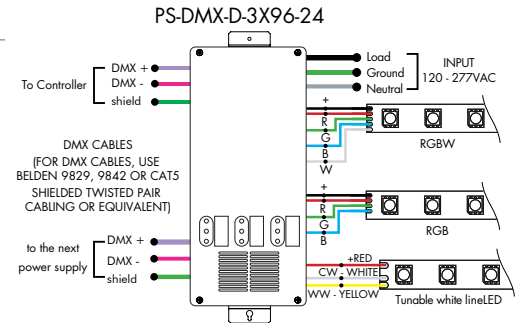 PS-DMX-D-3X96-24
To Controller
DMX +
DMX -
shield
DMX CABLES
(FOR DMX CABLES, USE
BELDEN 9829, 9842 OR CAT5
SHIELDED TWISTED PAIR
CABLING OR EQUIVALENT)
to the next
power supply
DMX +
DMX -
shield
Load
Ground
Neutral
INPUT
120 - 277VAC
+
R
G
B
W
RGBW
+
R
G
B
RGB
+RED
CW - WHITE
WW - YELLOW
Tunable white lineLED